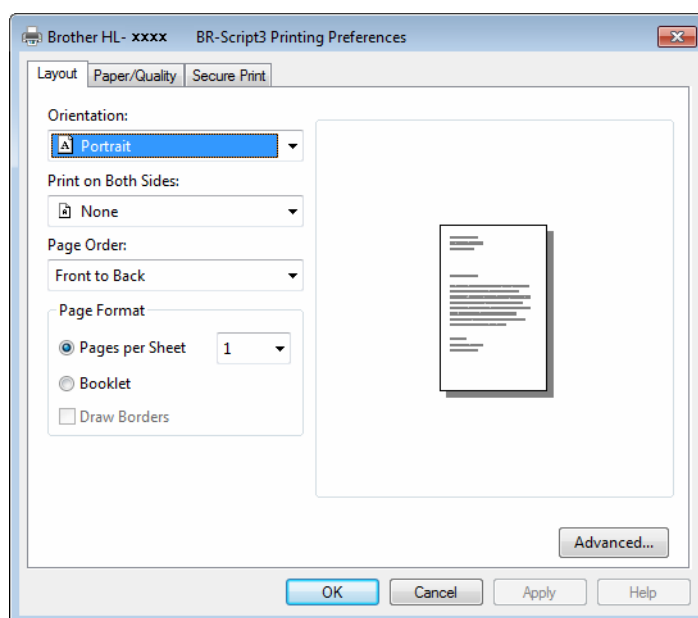 Brother HL- xxxx BR-Script3 Printing Preferences
Layout Paper/Quality Secure Print
Orientation:
A Portrait
Print on Both Sides:
A None
Page Order:
Front to Back
Page Format
Pages per Sheet 1
Booklet
Draw Borders
Advanced...
OK Cancel Apply Help